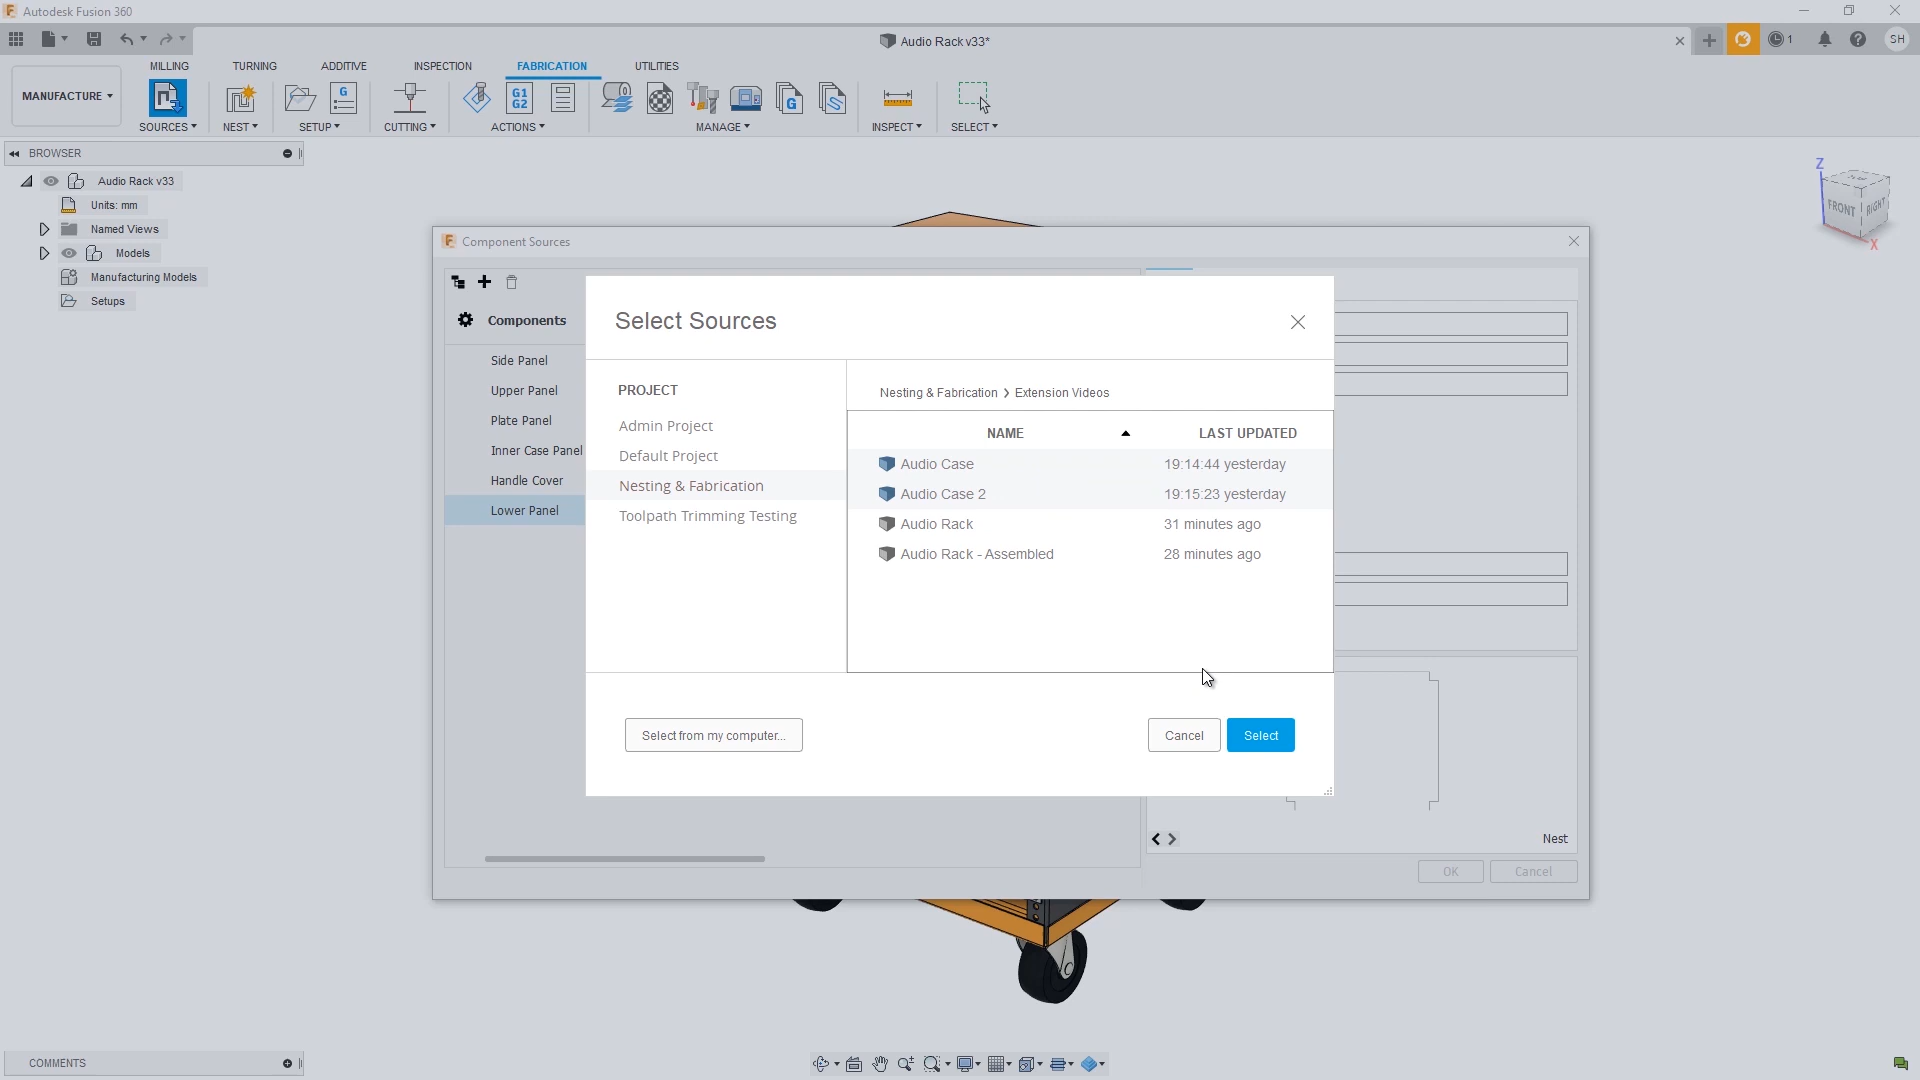 Autodesk Fusion 360
Audio Rack v33*
1
SH
MANUFACTURE
MILLING
TURNING
ADDITIVE
INSPECTION
FABRICATION
UTILITIES
G
G1
G2
G
SOURCES
NEST
SETUP
CUTTING
ACTIONS
MANAGE
INSPECT
SELECT
BROWSER
Audio Rack v33
Units: mm
Named Views
Models
Manufacturing Models
Setups
Z
FRONT
RIGHT
X
Component Sources
Components
Side Panel
Upper Panel
Plate Panel
Inner Case Panel
Handle Cover
Lower Panel
Select Sources
PROJECT
Admin Project
Default Project
Nesting & Fabrication
Toolpath Trimming Testing
Nesting & Fabrication > Extension Videos
NAME LAST UPDATED
Audio Case 19:14:44 yesterday
Audio Case 2 19:15:23 yesterday
Audio Rack 31 minutes ago
Audio Rack - Assembled 28 minutes ago
Select from my computer...
Cancel
Select
Nest
OK
Cancel
COMMENTS